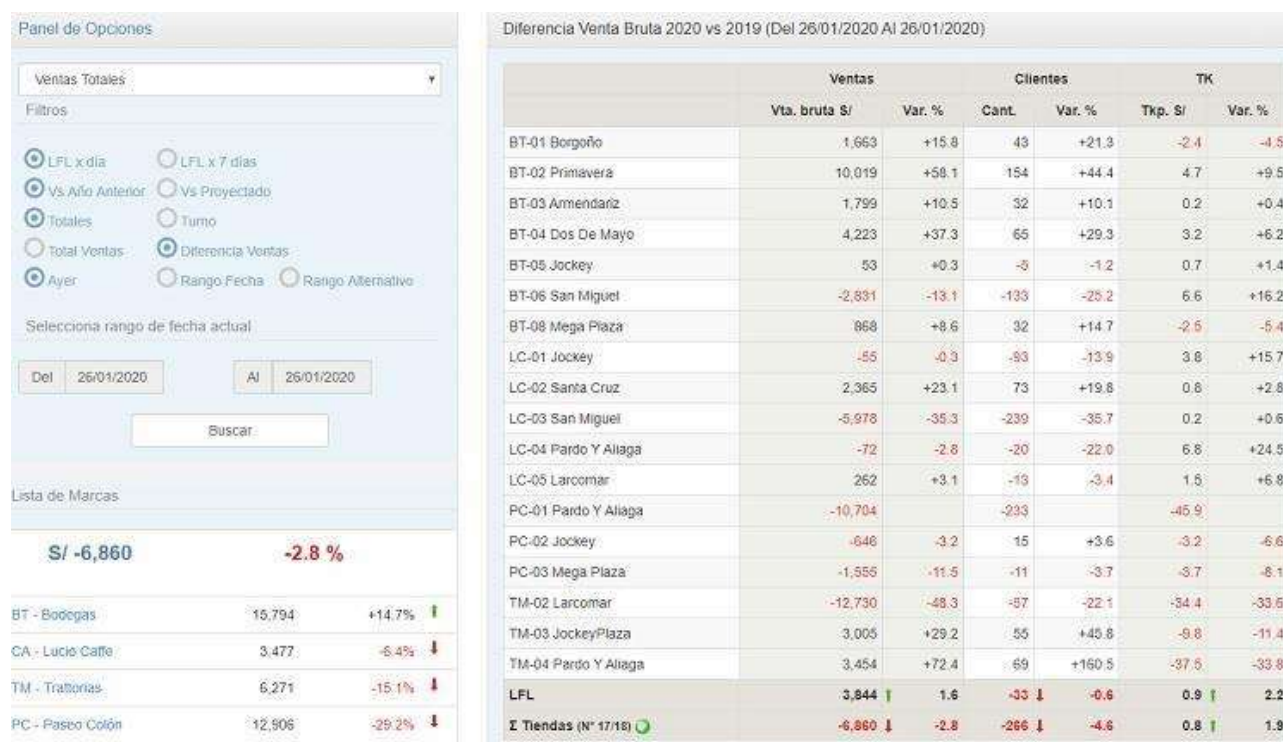 Panel de Opciones
Ventas Totales
Filtros
LFL x dia LFL x 7 dias
Vs Año Anterior Vs Proyectado
Totales Turno
Total Ventas Diferencia Ventas
Ayer Rango Fecha Rango Alternativo
Selecciona rango de fecha actual
Del 26/01/2020 Al 26/01/2020
Buscar
Lista de Marcas
S/ -6,860 -2.8 %
BT - Bodegas 15,794 +14.7%
CA - Lucio Caffe 3,477 -6.4%
TM - Trattorias 6,271 -15.1%
PC - Paseo Colón 12,906 -29.2%
Diferencia Venta Bruta 2020 vs 2019 (Del 26/01/2020 Al 26/01/2020)
Ventas Clientes TK
Vta. bruta S/ Var. % Cant. Var. % Tkp. S/ Var. %
BT-01 Borgoño 1,663 +15.8 43 +21.3 -2.4 -4.5
BT-02 Primavera 10,019 +58.1 154 +44.4 4.7 +9.5
BT-03 Armendariz 1,799 +10.5 32 +10.1 0.2 +0.4
BT-04 Dos De Mayo 4,223 +37.3 65 +29.3 3.2 +6.2
BT-05 Jockey 53 +0.3 -5 -1.2 0.7 +1.4
BT-06 San Miguel -2,831 -13.1 -133 -25.2 6.6 +16.2
BT-08 Mega Plaza 868 +8.6 32 +14.7 -2.5 -5.4
LC-01 Jockey -55 -0.3 -93 -13.9 3.8 +15.7
LC-02 Santa Cruz 2,365 +23.1 73 +19.8 0.8 +2.8
LC-03 San Miguel -5,978 -35.3 -239 -35.7 0.2 +0.6
LC-04 Pardo Y Aliaga -72 -2.8 -20 -22.0 6.8 +24.5
LC-05 Larcomar 262 +3.1 -13 -3.4 1.5 +6.8
PC-01 Pardo Y Aliaga -10,704 -233 -45.9
PC-02 Jockey -646 -3.2 15 +3.6 -3.2 -6.6
PC-03 Mega Plaza -1,555 -11.5 -11 -3.7 -3.7 -8.1
TM-02 Larcomar -12,730 -48.3 -57 -22.1 -34.4 -33.6
TM-03 JockeyPlaza 3,005 +29.2 55 +45.8 -9.8 -11.4
TM-04 Pardo Y Aliaga 3,454 +72.4 69 +160.5 -37.5 -33.8
LFL 3,844 1.6 -33 -0.6 0.9 2.2
Σ Tiendas (N° 17/18) -6,860 -2.8 -266 -4.6 0.8 1.9